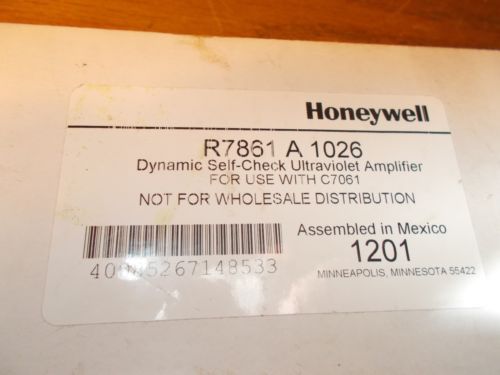 Honeywell
R7861 A 1026
Dynamic Self-Check Ultraviolet Amplifier
FOR USE WITH C7061
NOT FOR WHOLESALE DISTRIBUTION
Assembled in Mexico
1201
MINNEAPOLIS, MINNESOTA 55422